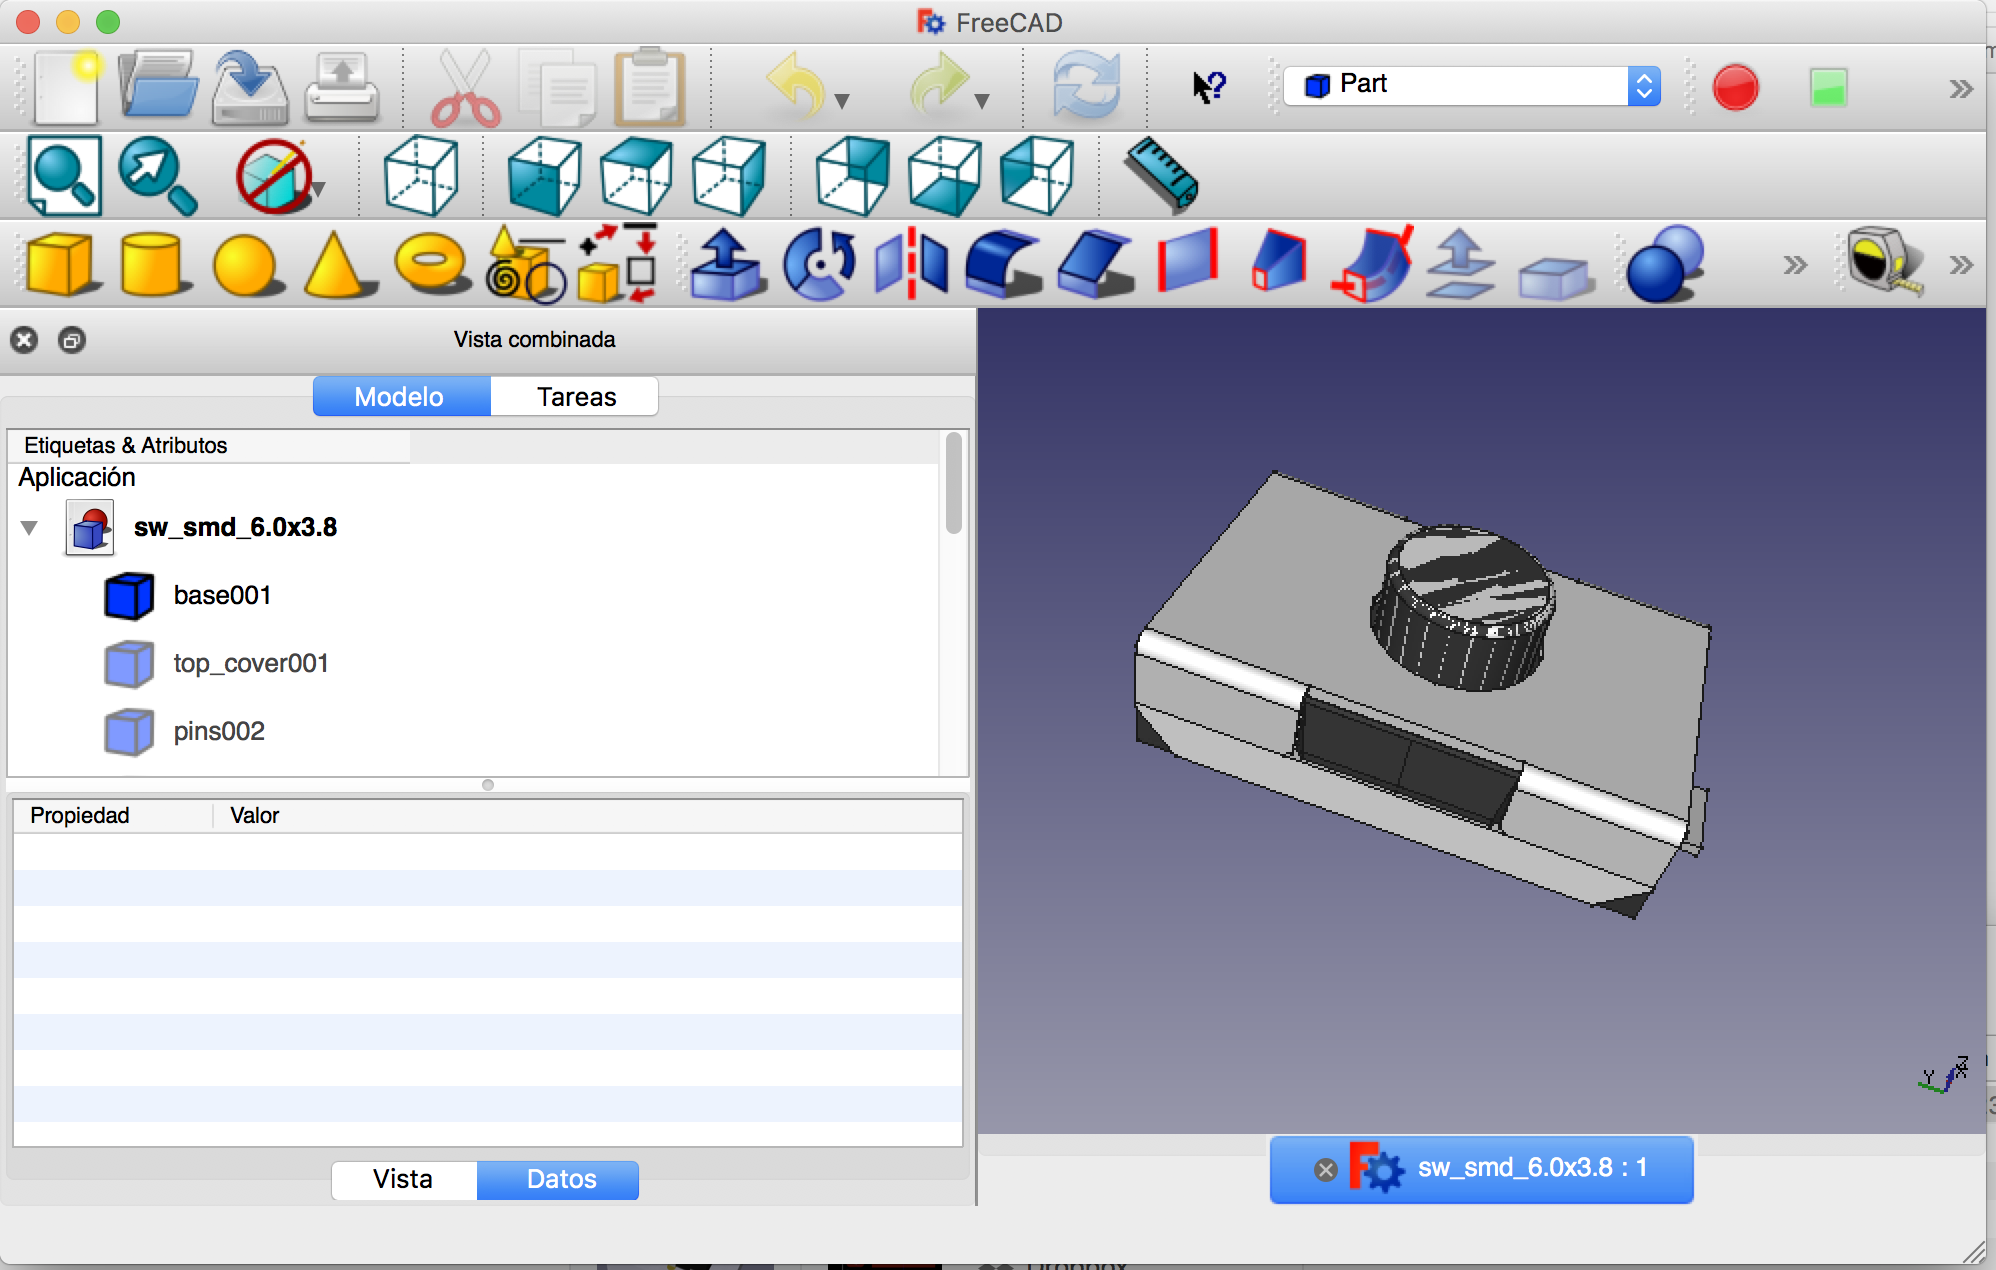 FreeCAD
Part
Vista combinada
Modelo
Tareas
Etiquetas & Atributos
Aplicación
sw_smd_6.0x3.8
base001
top_cover001
pins002
Propiedad
Valor
Vista
Datos
Y
Z
X
sw_smd_6.0x3.8 : 1